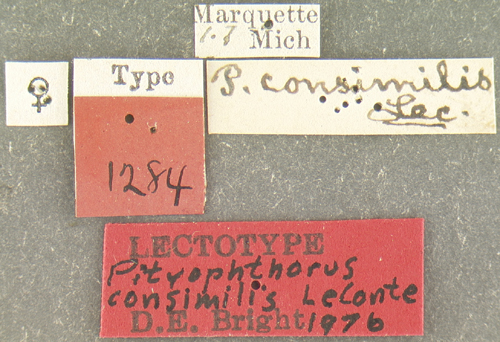 Marquette
1.7 Mich
♀
Type
1284
P. consimilis
Lec.
LECTOTYPE
Pityophthorus
consimilis LeConte
D.E. Bright 1976